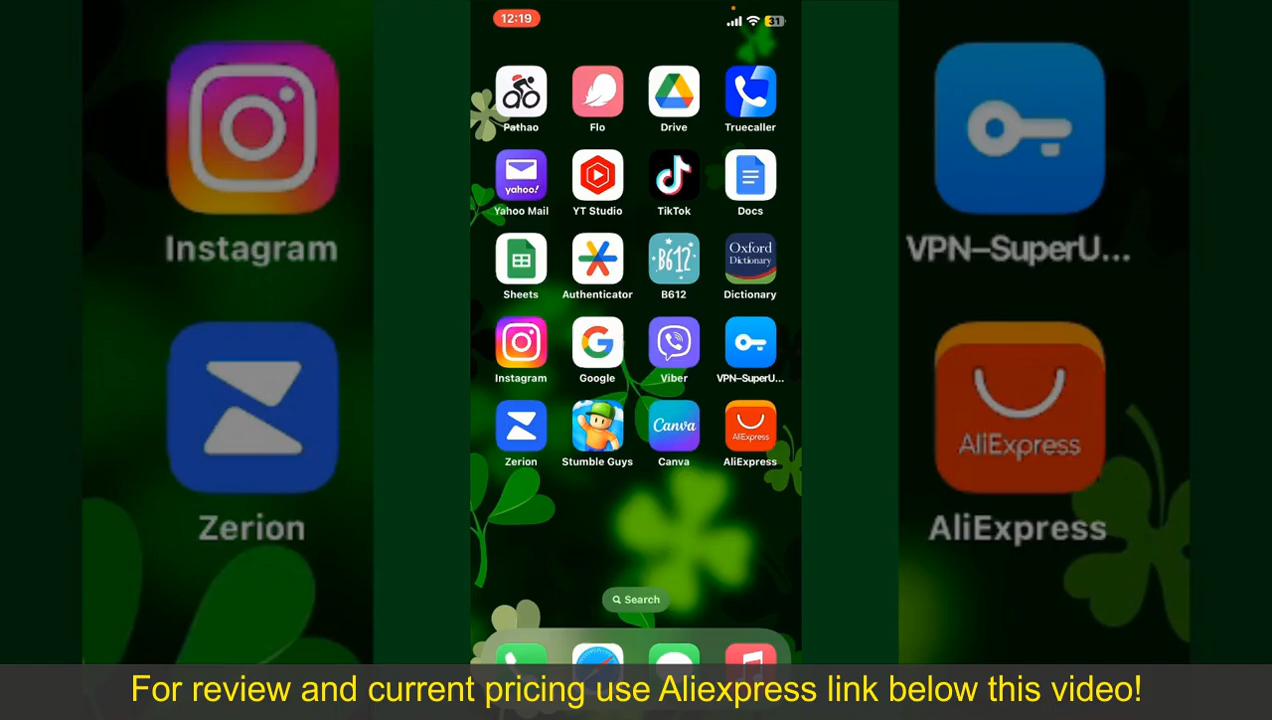 12:19
31
Pathao Flo Drive Truecaller
yahoo!
Yahoo Mail YT Studio TikTok Docs
B612
Oxford
Dictionary
Sheets Authenticator B612 Dictionary
Instagram Google Viber VPN–SuperU...
Canva
AliExpress
Zerion Stumble Guys Canva AliExpress
Search
Instagram
Zerion
VPN–SuperU...
AliExpress
AliExpress
For review and current pricing use Aliexpress link below this video!